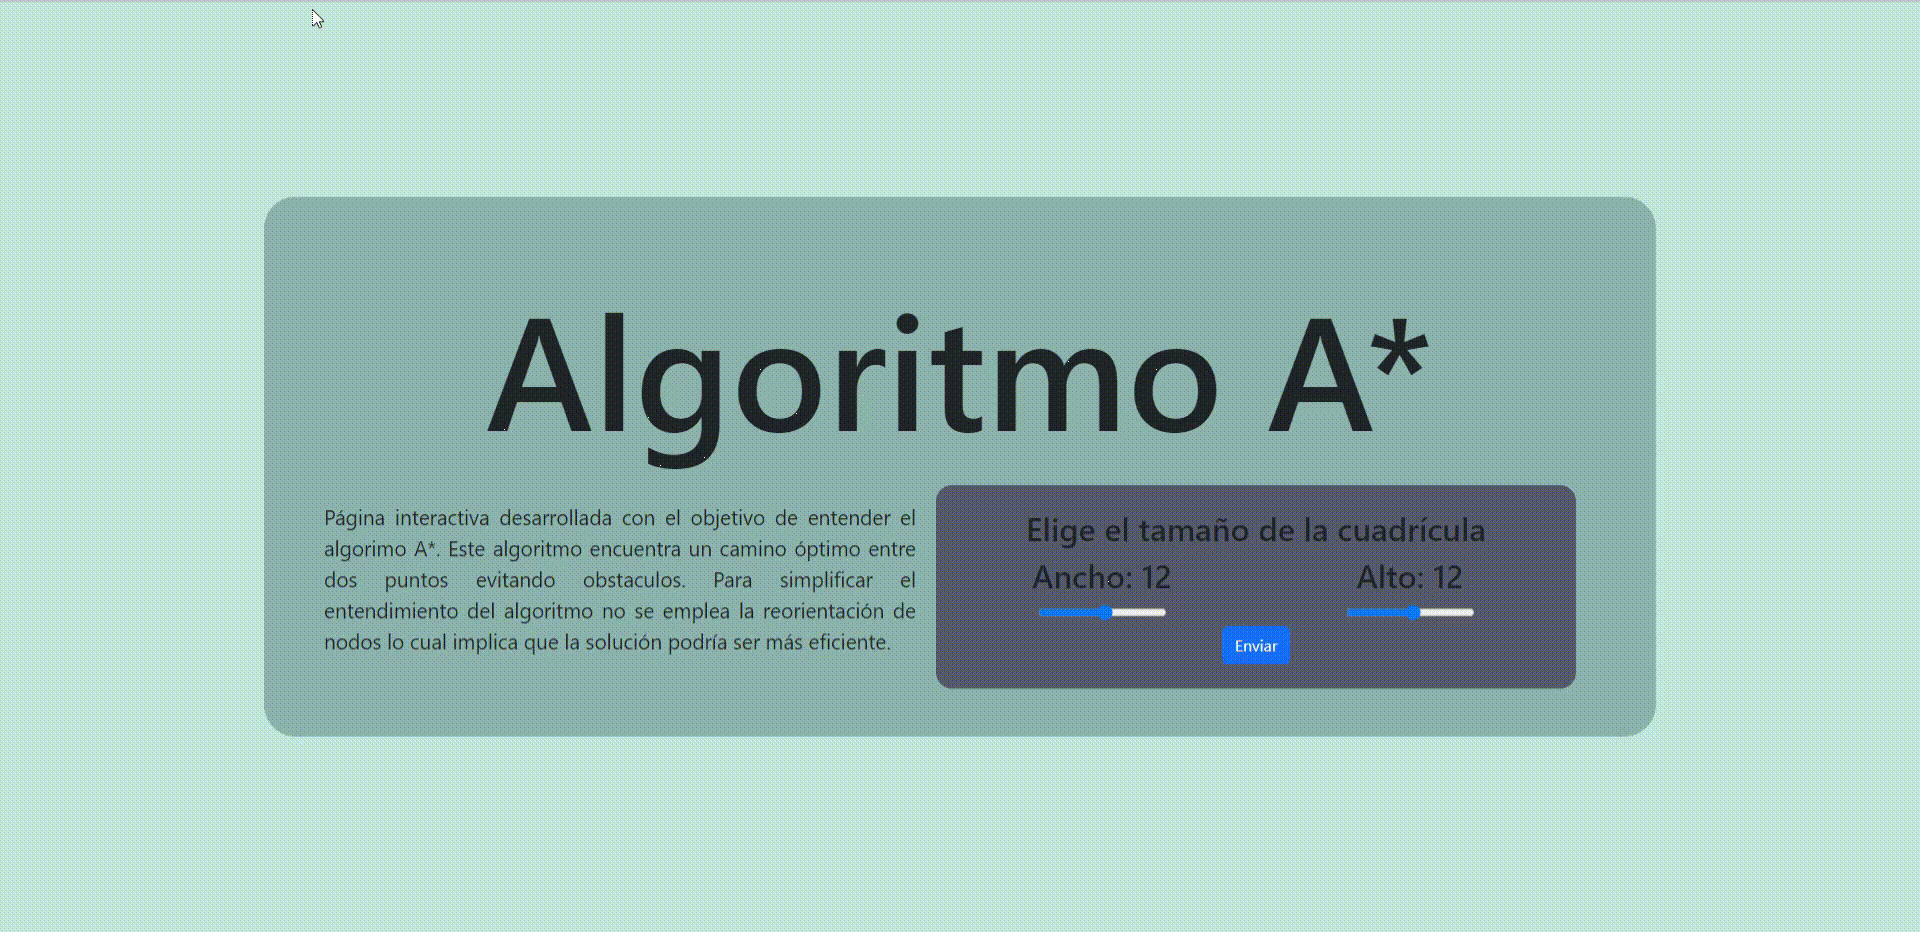 Algoritmo A*
Página interactiva desarrollada con el objetivo de entender el
algorimo A*. Este algoritmo encuentra un camino óptimo entre
dos puntos evitando obstaculos. Para simplificar el
entendimiento del algoritmo no se emplea la reorientación de
nodos lo cual implica que la solución podría ser más eficiente.
Elige el tamaño de la cuadrícula
Ancho: 12
Alto: 12
Enviar